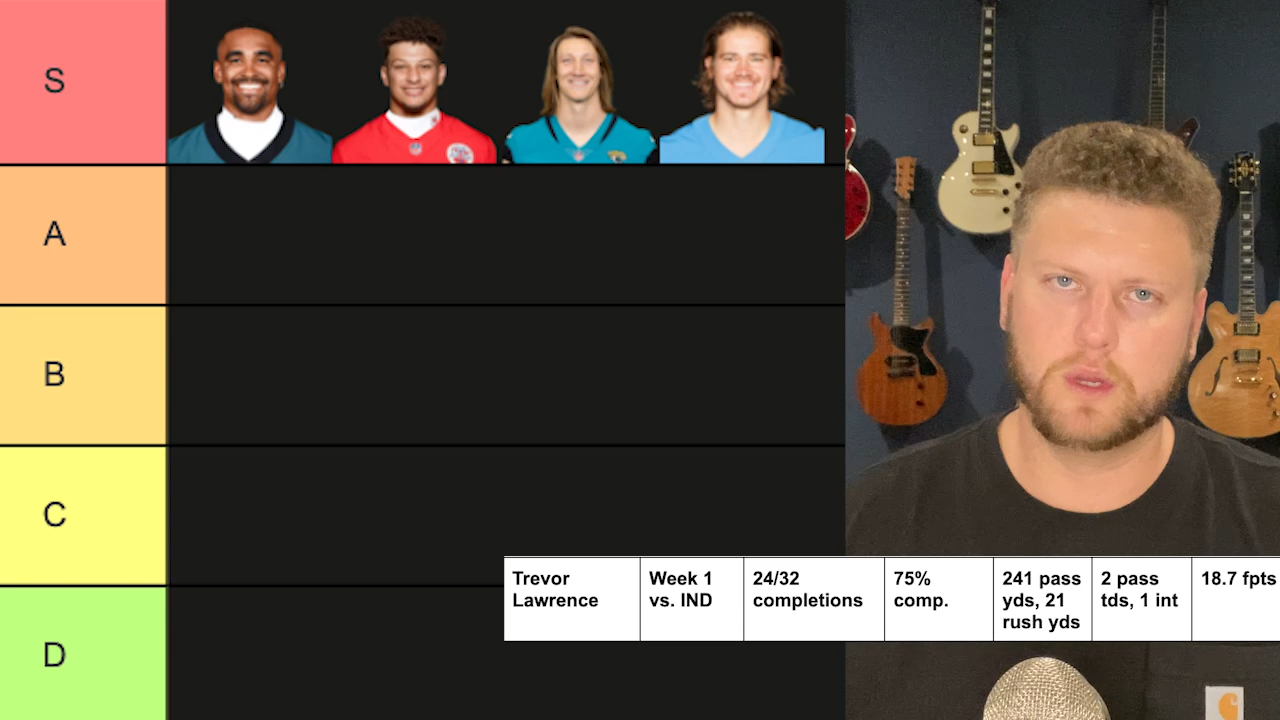 S
A
B
C
D
Trevor
Lawrence
Week 1
vs. IND
24/32
completions
75%
comp.
241 pass
yds, 21
rush yds
2 pass
tds, 1 int
18.7 fpts